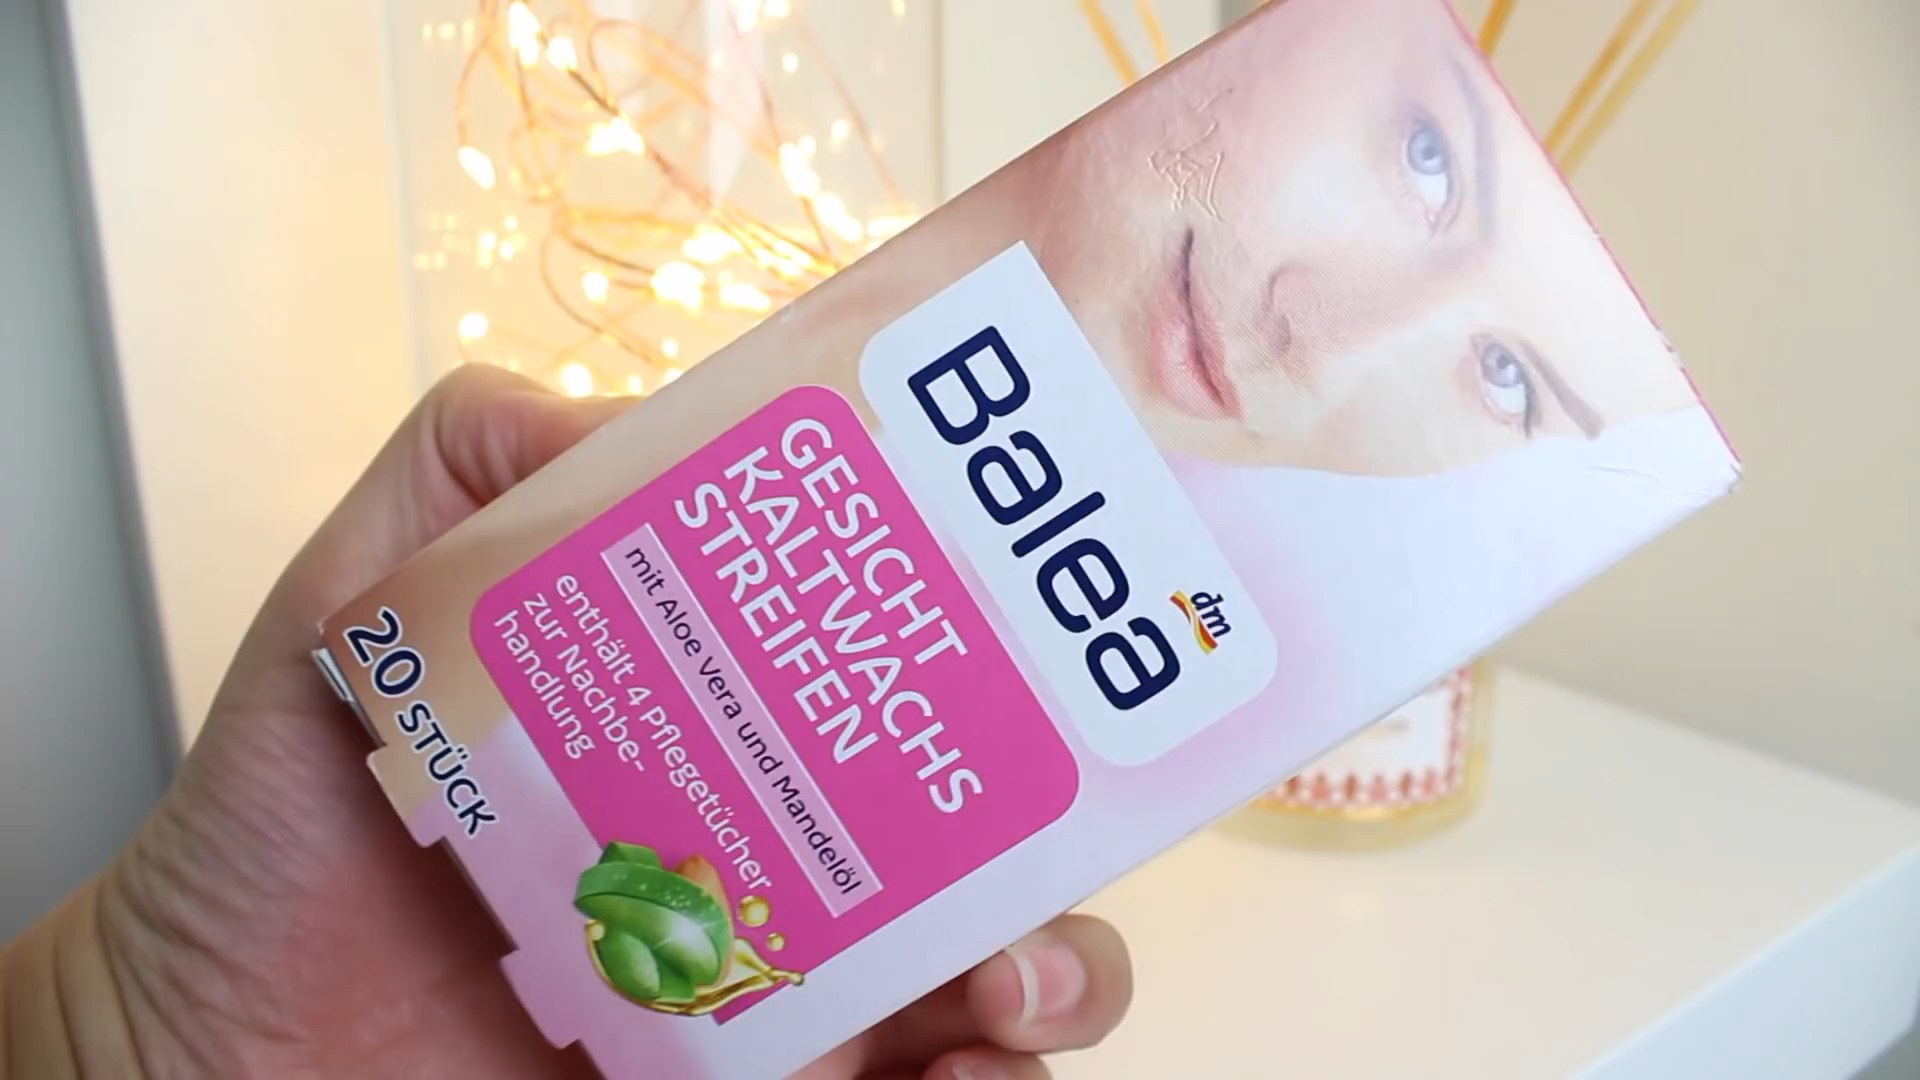 Balea
dm
GESICHT
KALTWACHS
STREIFEN
mit Aloe Vera und Mandelöl
enthält 4 Pflegetücher
zur Nachbe-
handlung
20 STÜCK